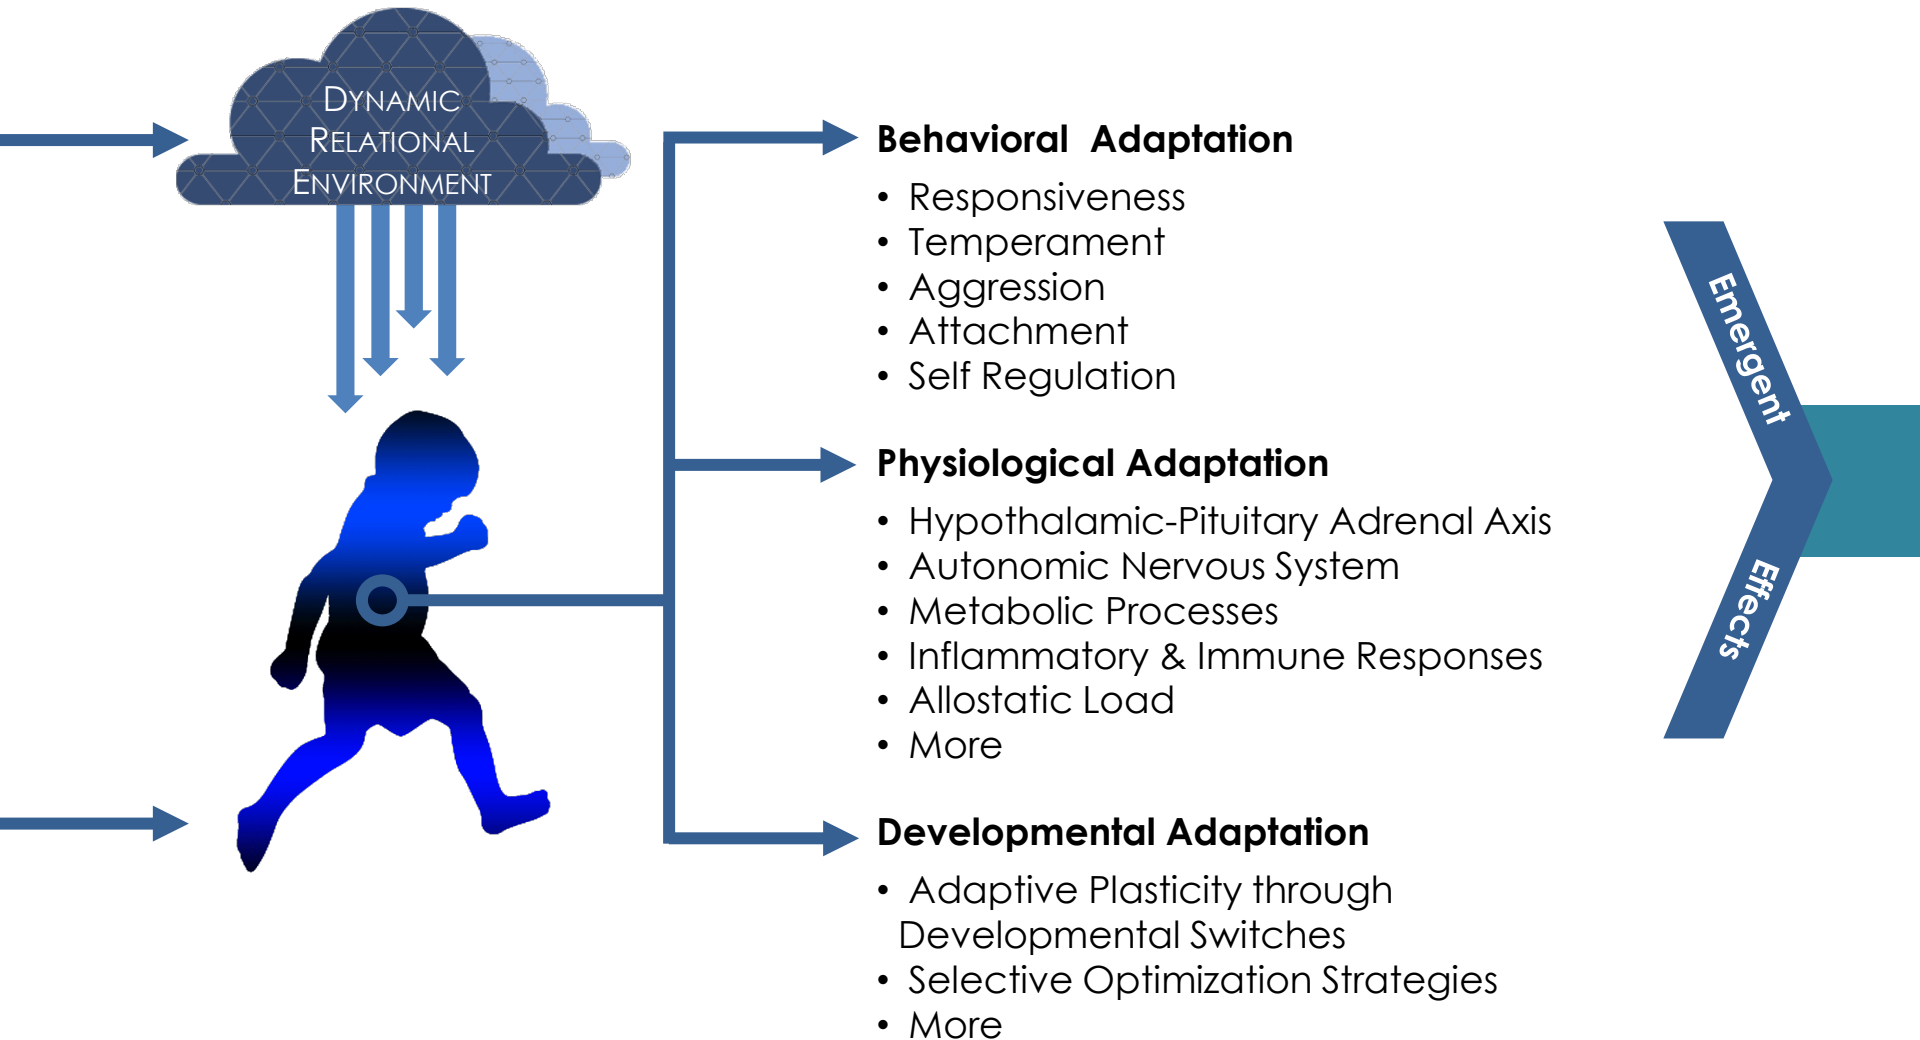 DYNAMIC
RELATIONAL
ENVIRONMENT
Behavioral Adaptation
• Responsiveness
• Temperament
• Aggression
• Attachment
• Self Regulation
Physiological Adaptation
• Hypothalamic-Pituitary Adrenal Axis
• Autonomic Nervous System
• Metabolic Processes
• Inflammatory & Immune Responses
• Allostatic Load
• More
Developmental Adaptation
• Adaptive Plasticity through
Developmental Switches
• Selective Optimization Strategies
• More
Emergent
Effects